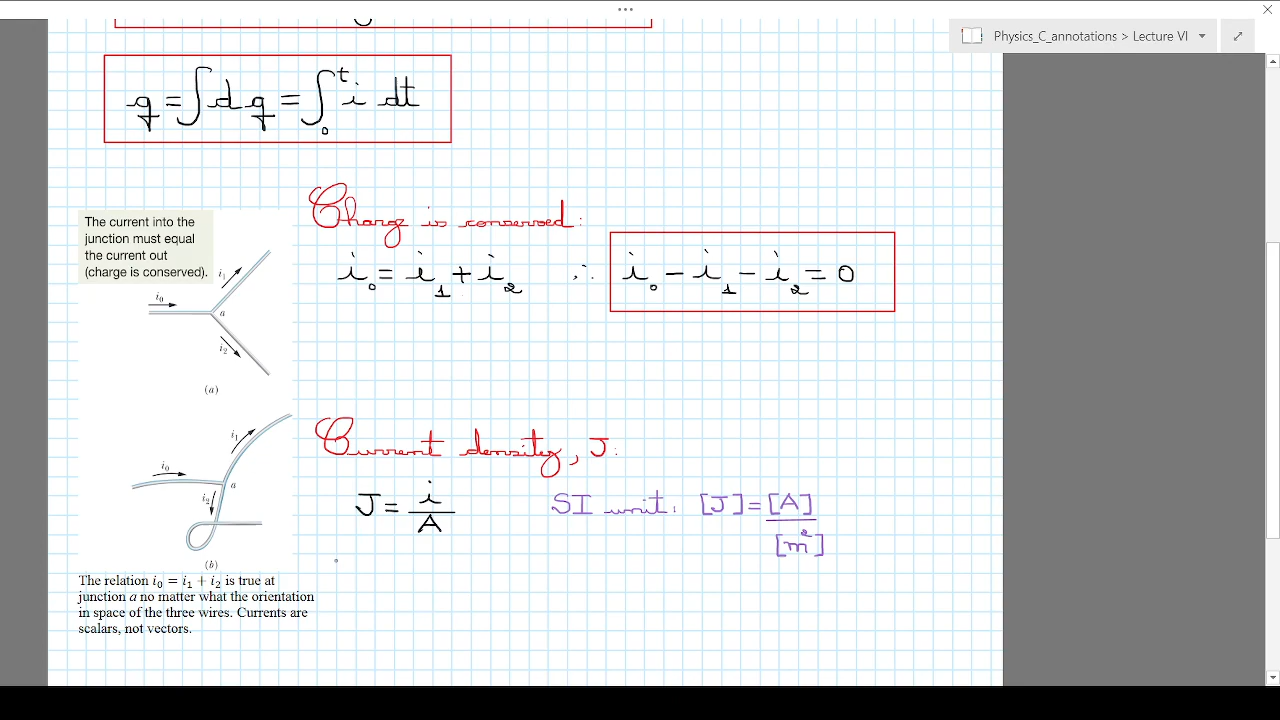 ...
Physics_C_annotations > Lecture VI
q = ∫dq = ∫₀ᵗ i dt
The current into the
junction must equal
the current out
(charge is conserved).
Charge is conserved:
i₀ = i₁ + i₂ ∴ i₀ - i₁ - i₂ = 0
i₁
i₀
a
i₂
(a)
Current density, J:
J = i/A SI unit: [J] = [A]/[m²]
i₁
i₀
a
i₂
(b)
The relation i₀ = i₁ + i₂ is true at
junction a no matter what the orientation
in space of the three wires. Currents are
scalars, not vectors.